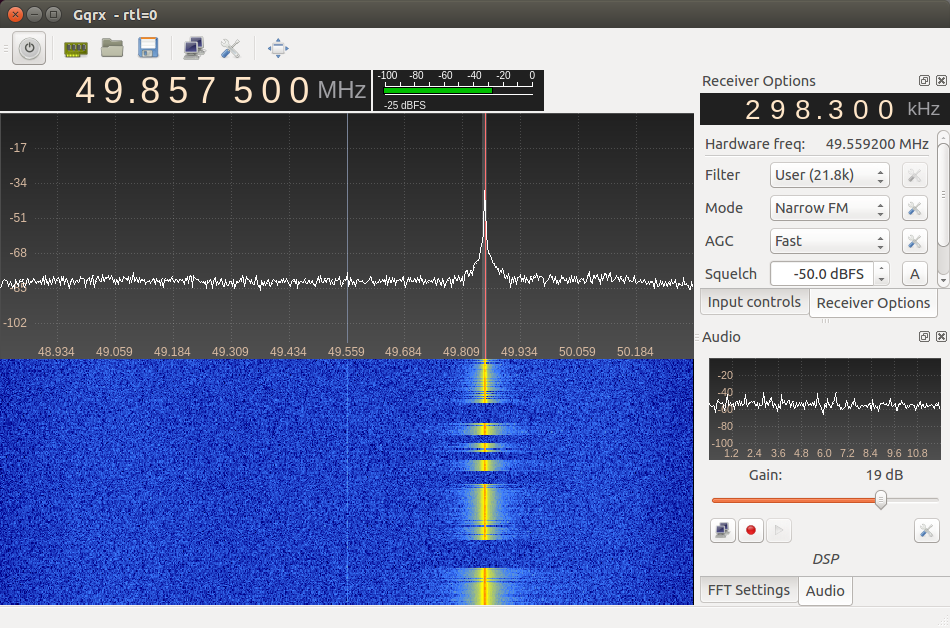 Gqrx - rtl=0
49.857 500 MHz
-100 -80 -60 -40 -20 0
-25 dBFS
-17
-34
-51
-68
-85
-102
48.934 49.059 49.184 49.309 49.434 49.559 49.684 49.809 49.934 50.059 50.184
Receiver Options
298.300 kHz
Hardware freq: 49.559200 MHz
Filter User (21.8k)
Mode Narrow FM
AGC Fast
Squelch -50.0 dBFS A
Input controls Receiver Options
Audio
-20
-40
-60
-80
-100
1.2 2.4 3.6 4.8 6.0 7.2 8.4 9.6 10.8
Gain: 19 dB
DSP
FFT Settings Audio